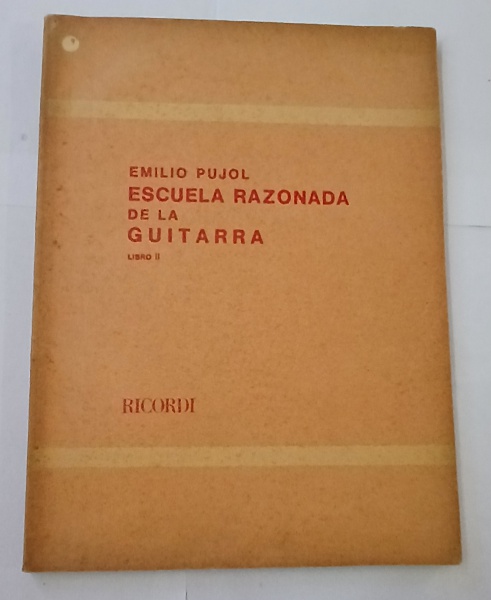 EMILIO PUJOL
ESCUELA RAZONADA
DE LA
GUITARRA
LIBRO II
RICORDI